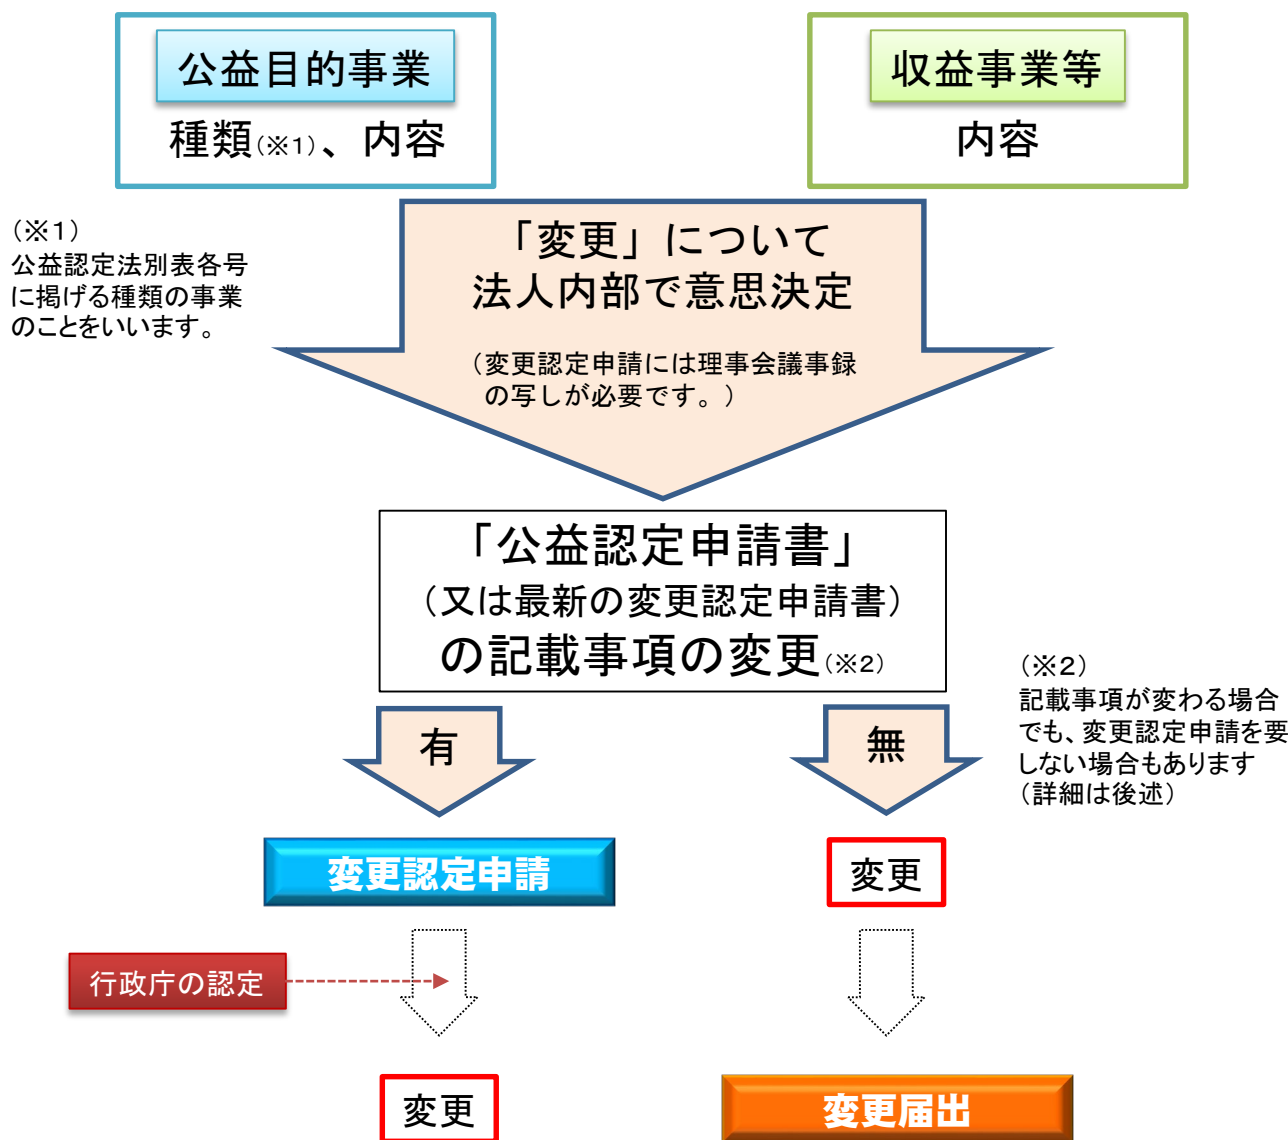 公益目的事業
種類(※1)、内容
収益事業等
内容
(※1)
公益認定法別表各号
に掲げる種類の事業
のことをいいます。
「変更」について
法人内部で意思決定
(変更認定申請には理事会議事録
の写しが必要です。)
「公益認定申請書」
(又は最新の変更認定申請書)
の記載事項の変更(※2)
(※2)
記載事項が変わる場合
でも、変更認定申請を要
しない場合もあります
(詳細は後述)
有
無
変更認定申請
変更
行政庁の認定
変更
変更届出